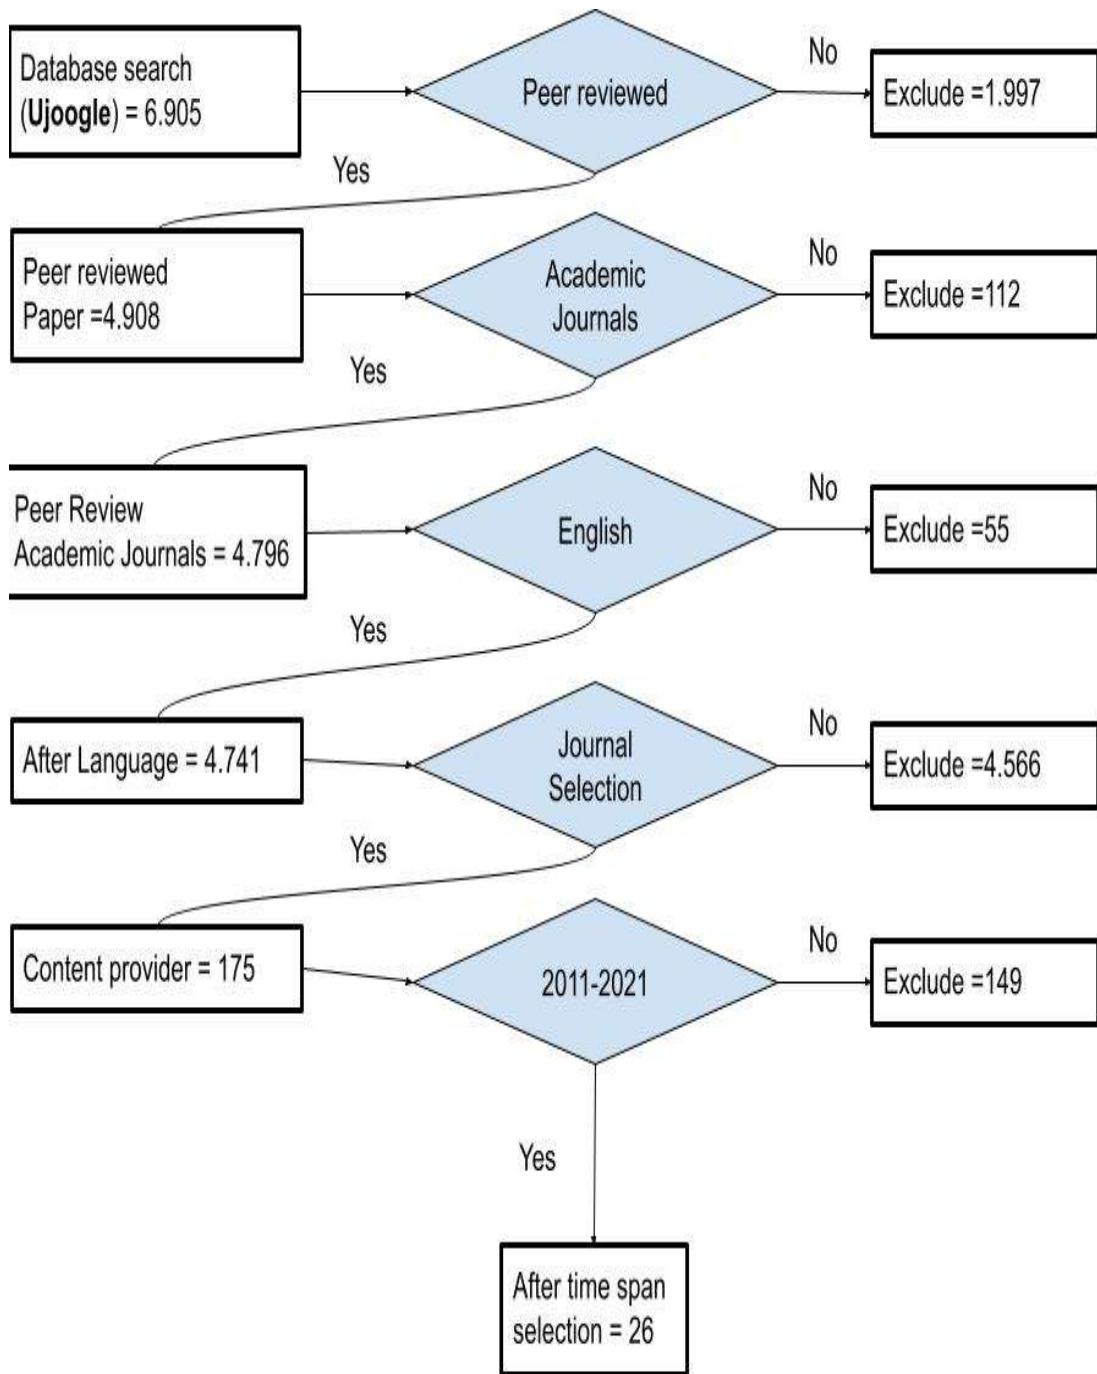 Database search
(Ujoogle) = 6.905
Peer reviewed
No
Exclude =1.997
Yes
Peer reviewed
Paper =4.908
Academic
Journals
No
Exclude =112
Yes
Peer Review
Academic Journals = 4.796
English
No
Exclude =55
Yes
After Language = 4.741
Journal
Selection
No
Exclude =4.566
Yes
Content provider = 175
2011-2021
No
Exclude =149
Yes
After time span
selection = 26